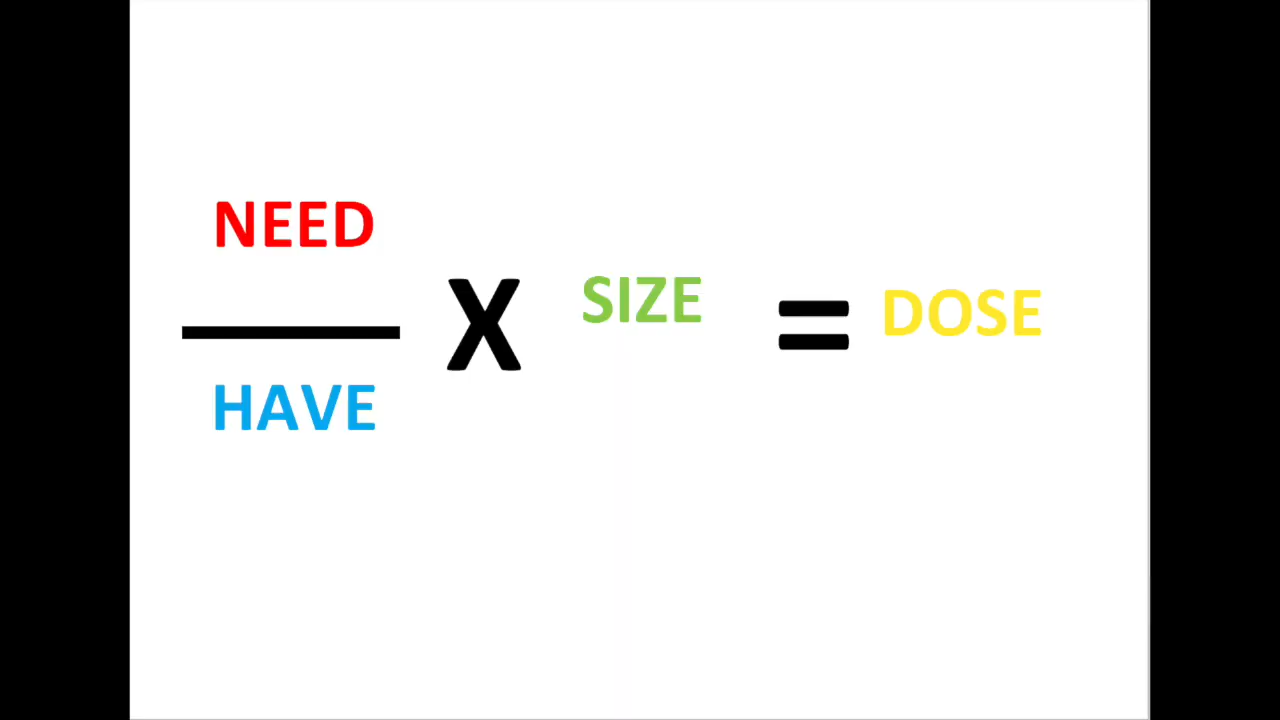 NEED
HAVE
X
SIZE
=
DOSE